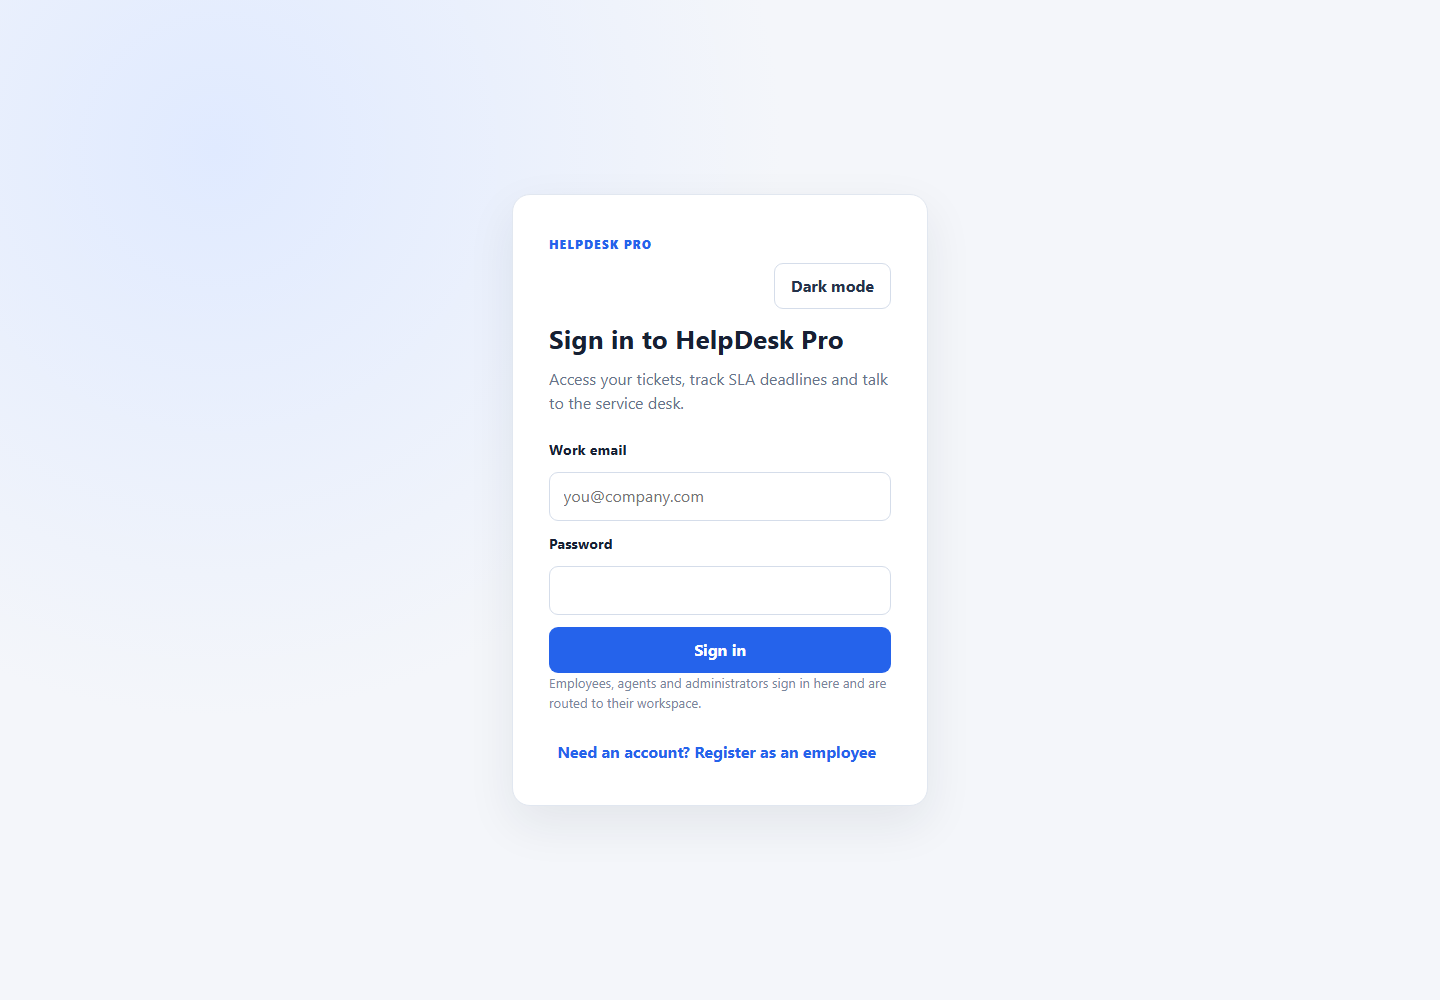 HELPDESK PRO
Dark mode
Sign in to HelpDesk Pro
Access your tickets, track SLA deadlines and talk
to the service desk.
Work email
you@company.com
Password
Sign in
Employees, agents and administrators sign in here and are
routed to their workspace.
Need an account? Register as an employee